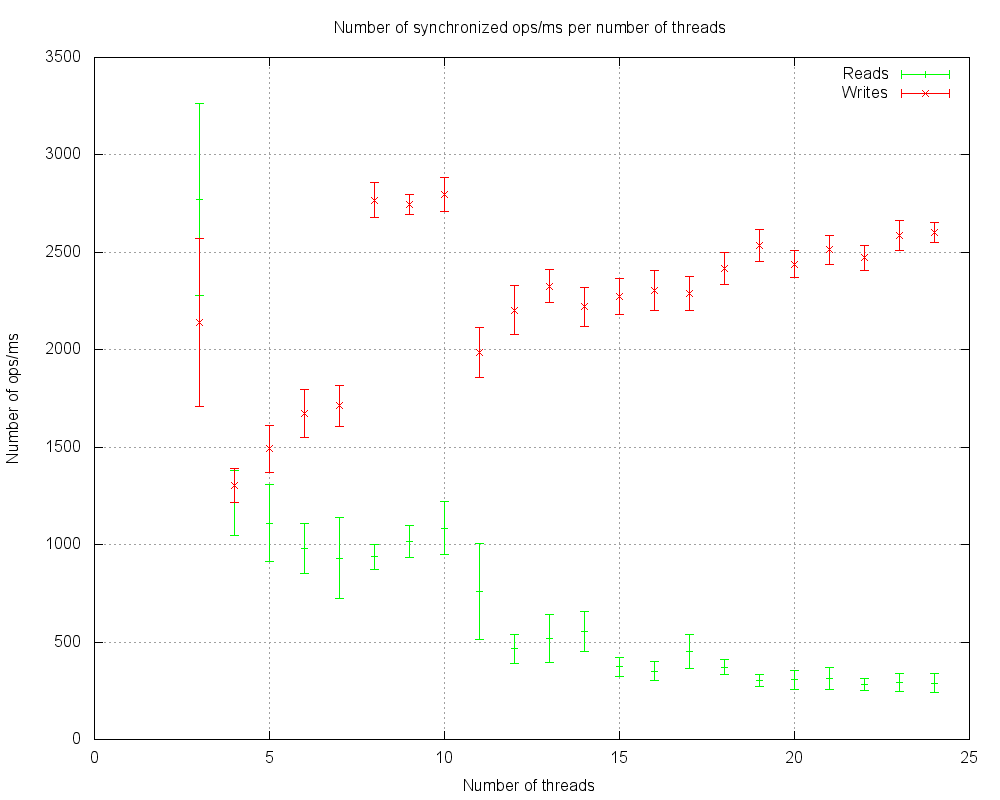 Number of synchronized ops/ms per number of threads
Reads
Writes
3500
3000
2500
2000
1500
1000
500
0
Number of ops/ms
0 5 10 15 20 25
Number of threads